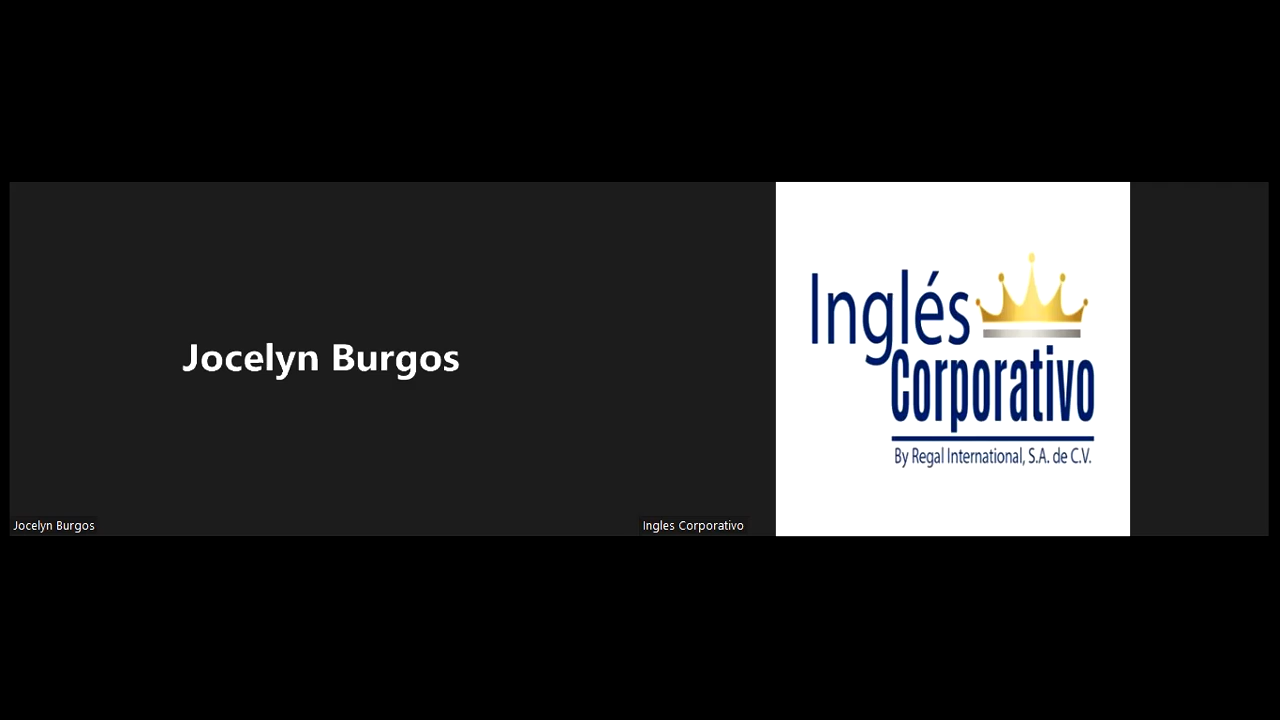 Jocelyn Burgos
Jocelyn Burgos
Inglés
Corporativo
By Regal International, S.A. de C.V.
Ingles Corporativo